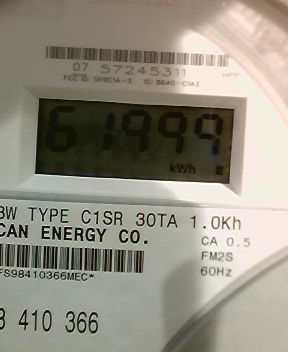 07 57245311
61999
kWh
3W TYPE C1SR 30TA 1.0Kh
CAN ENERGY CO.
CA 0.5
FM2S
60Hz
FS98410366MEC*
8 410 366